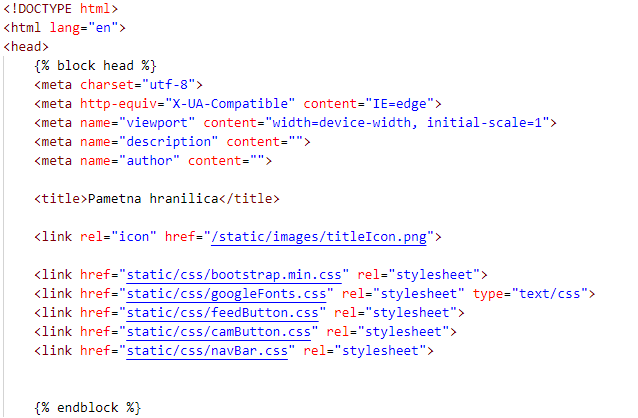 <!DOCTYPE html>
<html lang="en">
<head>
{% block head %}
<meta charset="utf-8">
<meta http-equiv="X-UA-Compatible" content="IE=edge">
<meta name="viewport" content="width=device-width, initial-scale=1">
<meta name="description" content="">
<meta name="author" content="">
<title>Pametna hranilica</title>
<link rel="icon" href="/static/images/titleIcon.png">
<link href="static/css/bootstrap.min.css" rel="stylesheet">
<link href="static/css/googleFonts.css" rel="stylesheet" type="text/css">
<link href="static/css/feedButton.css" rel="stylesheet">
<link href="static/css/camButton.css" rel="stylesheet">
<link href="static/css/navBar.css" rel="stylesheet">
{% endblock %}